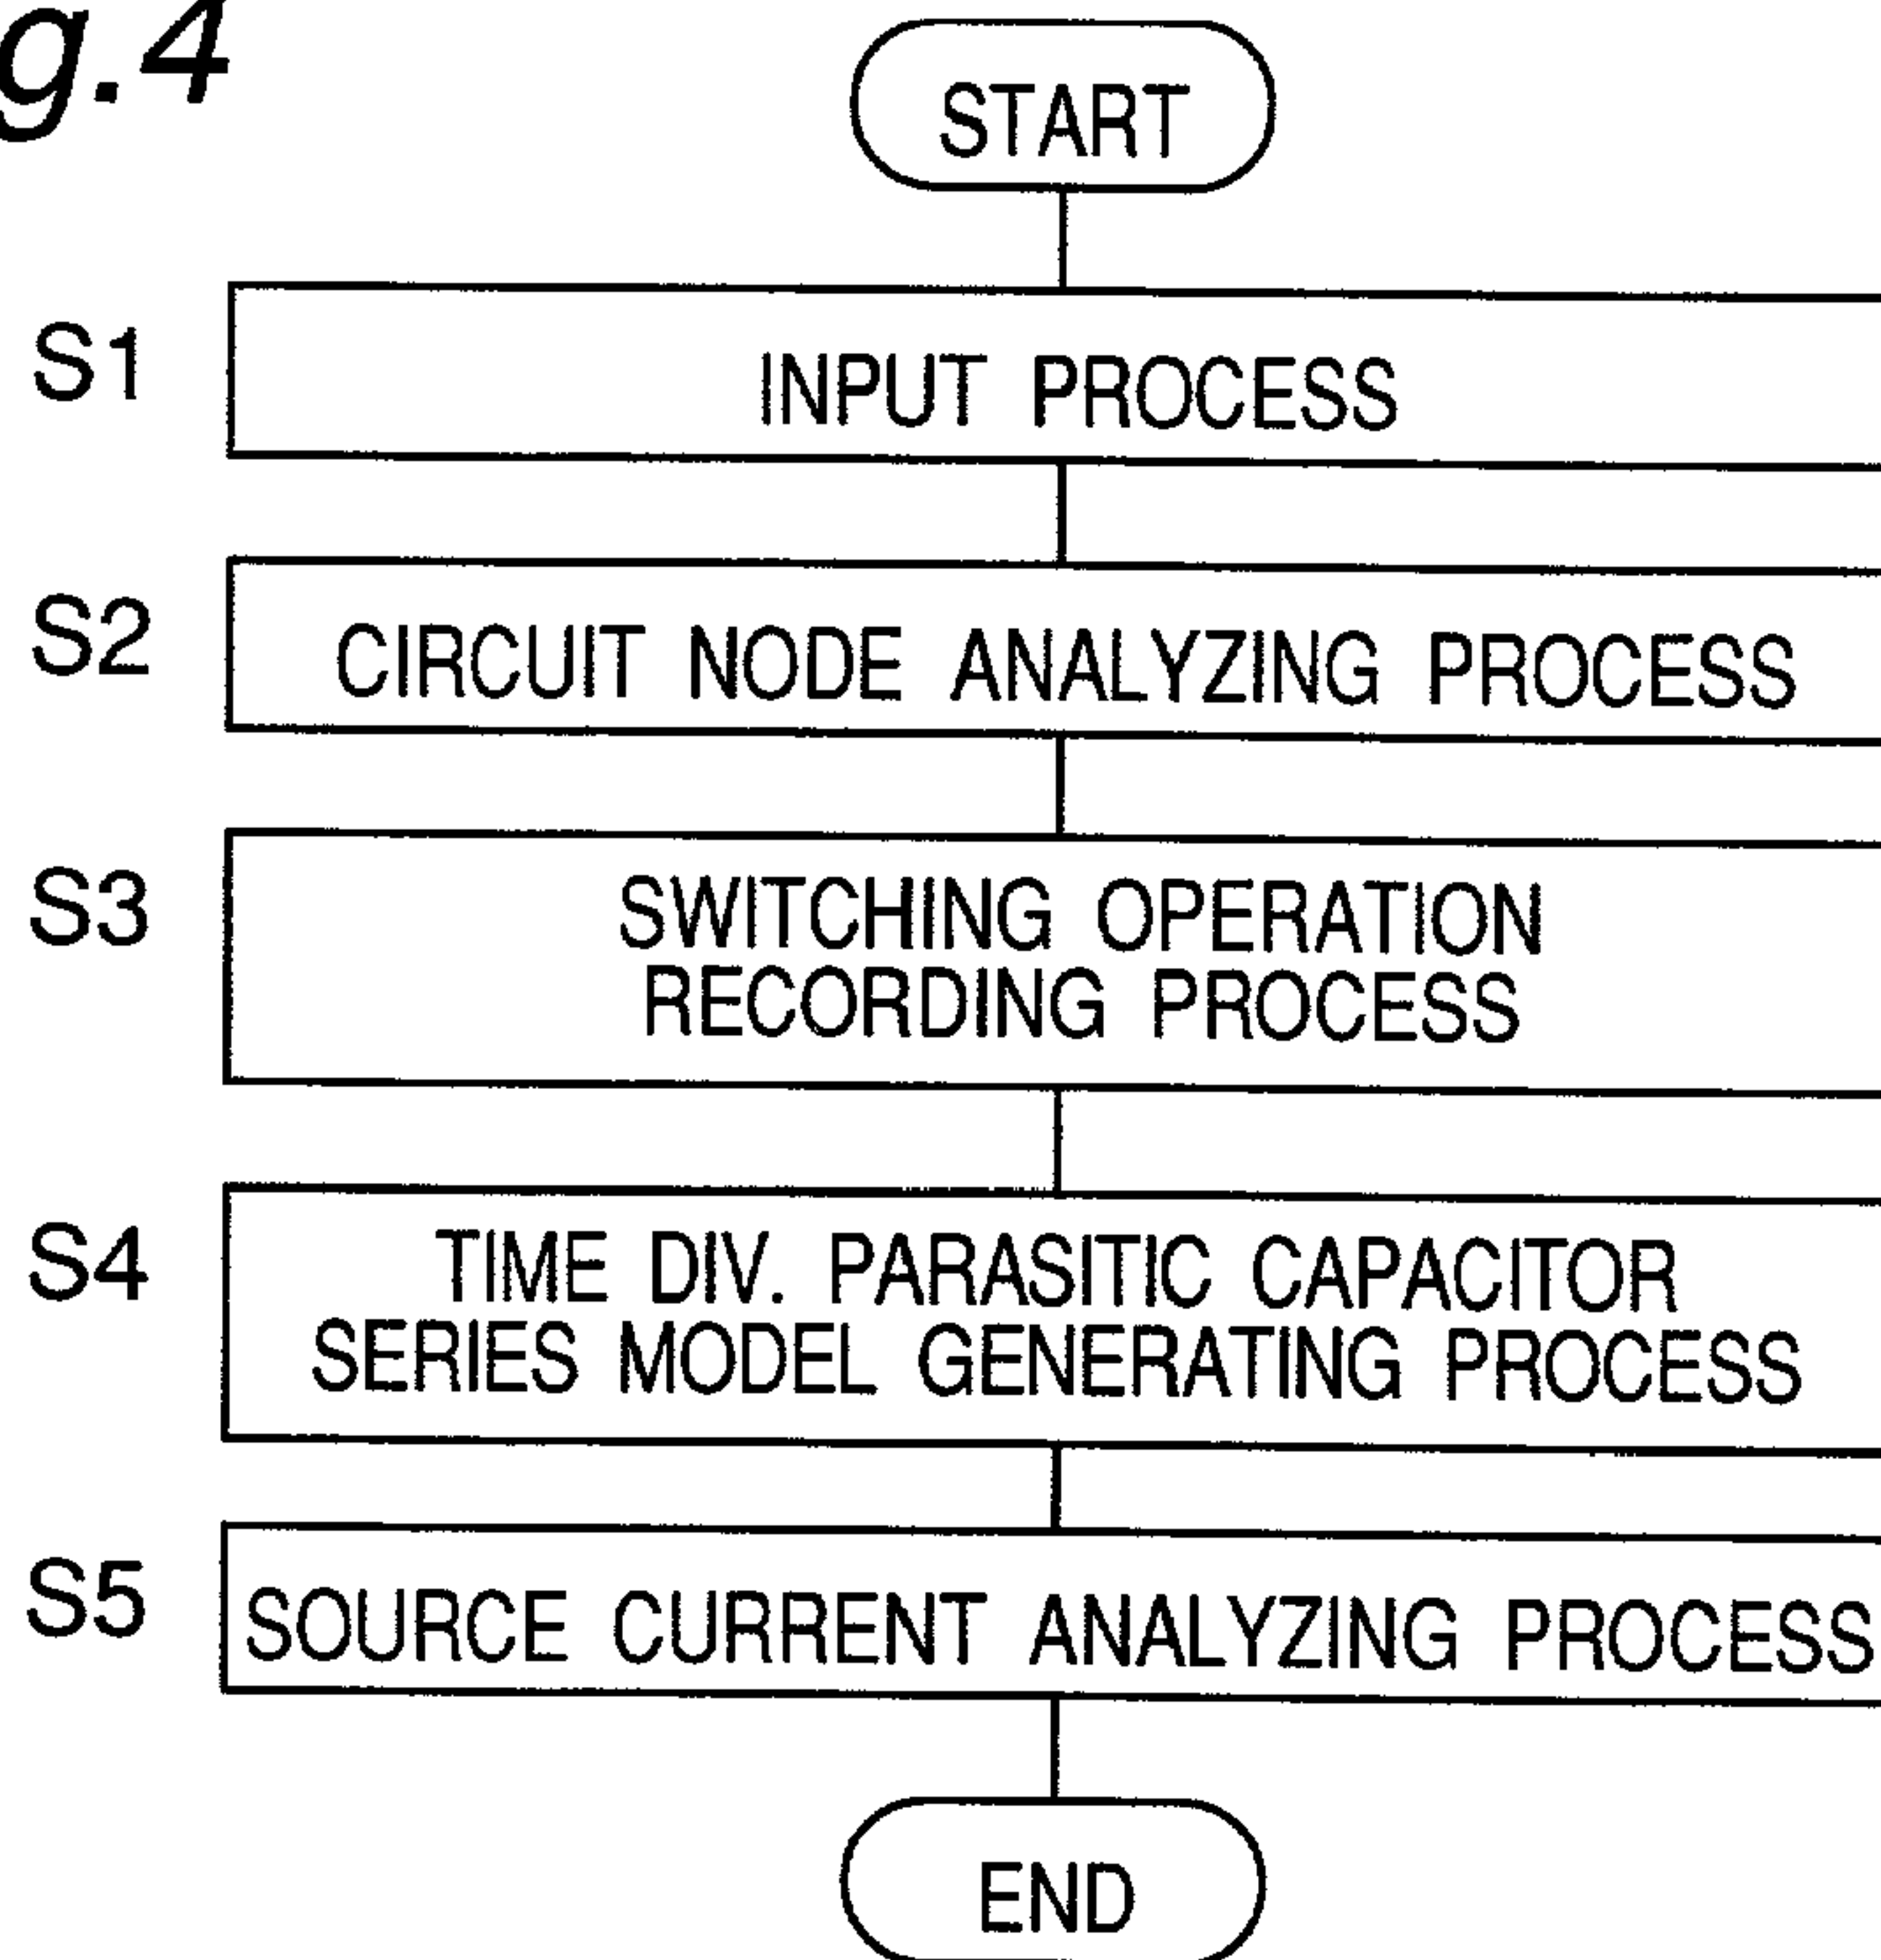 g.4
START
S1 INPUT PROCESS
S2 CIRCUIT NODE ANALYZING PROCESS
S3 SWITCHING OPERATION
RECORDING PROCESS
S4 TIME DIV. PARASITIC CAPACITOR
SERIES MODEL GENERATING PROCESS
S5 SOURCE CURRENT ANALYZING PROCESS
END